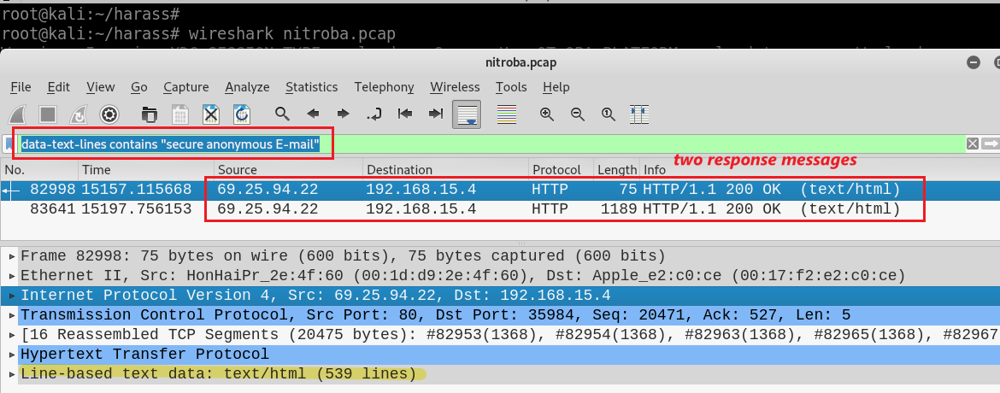 root@kali:~/harass#
root@kali:~/harass# wireshark nitroba.pcap
nitroba.pcap
File Edit View Go Capture Analyze Statistics Telephony Wireless Tools Help
data-text-lines contains "secure anonymous E-mail"
two response messages
No. Time Source Destination Protocol Length Info
82998 15157.115668 69.25.94.22 192.168.15.4 HTTP 75 HTTP/1.1 200 OK (text/html)
83641 15197.756153 69.25.94.22 192.168.15.4 HTTP 1189 HTTP/1.1 200 OK (text/html)
Frame 82998: 75 bytes on wire (600 bits), 75 bytes captured (600 bits)
Ethernet II, Src: HonHaiPr_2e:4f:60 (00:1d:d9:2e:4f:60), Dst: Apple_e2:c0:ce (00:17:f2:e2:c0:ce)
Internet Protocol Version 4, Src: 69.25.94.22, Dst: 192.168.15.4
Transmission Control Protocol, Src Port: 80, Dst Port: 35984, Seq: 20471, Ack: 527, Len: 5
[16 Reassembled TCP Segments (20475 bytes): #82953(1368), #82954(1368), #82963(1368), #82965(1368), #82967
Hypertext Transfer Protocol
Line-based text data: text/html (539 lines)